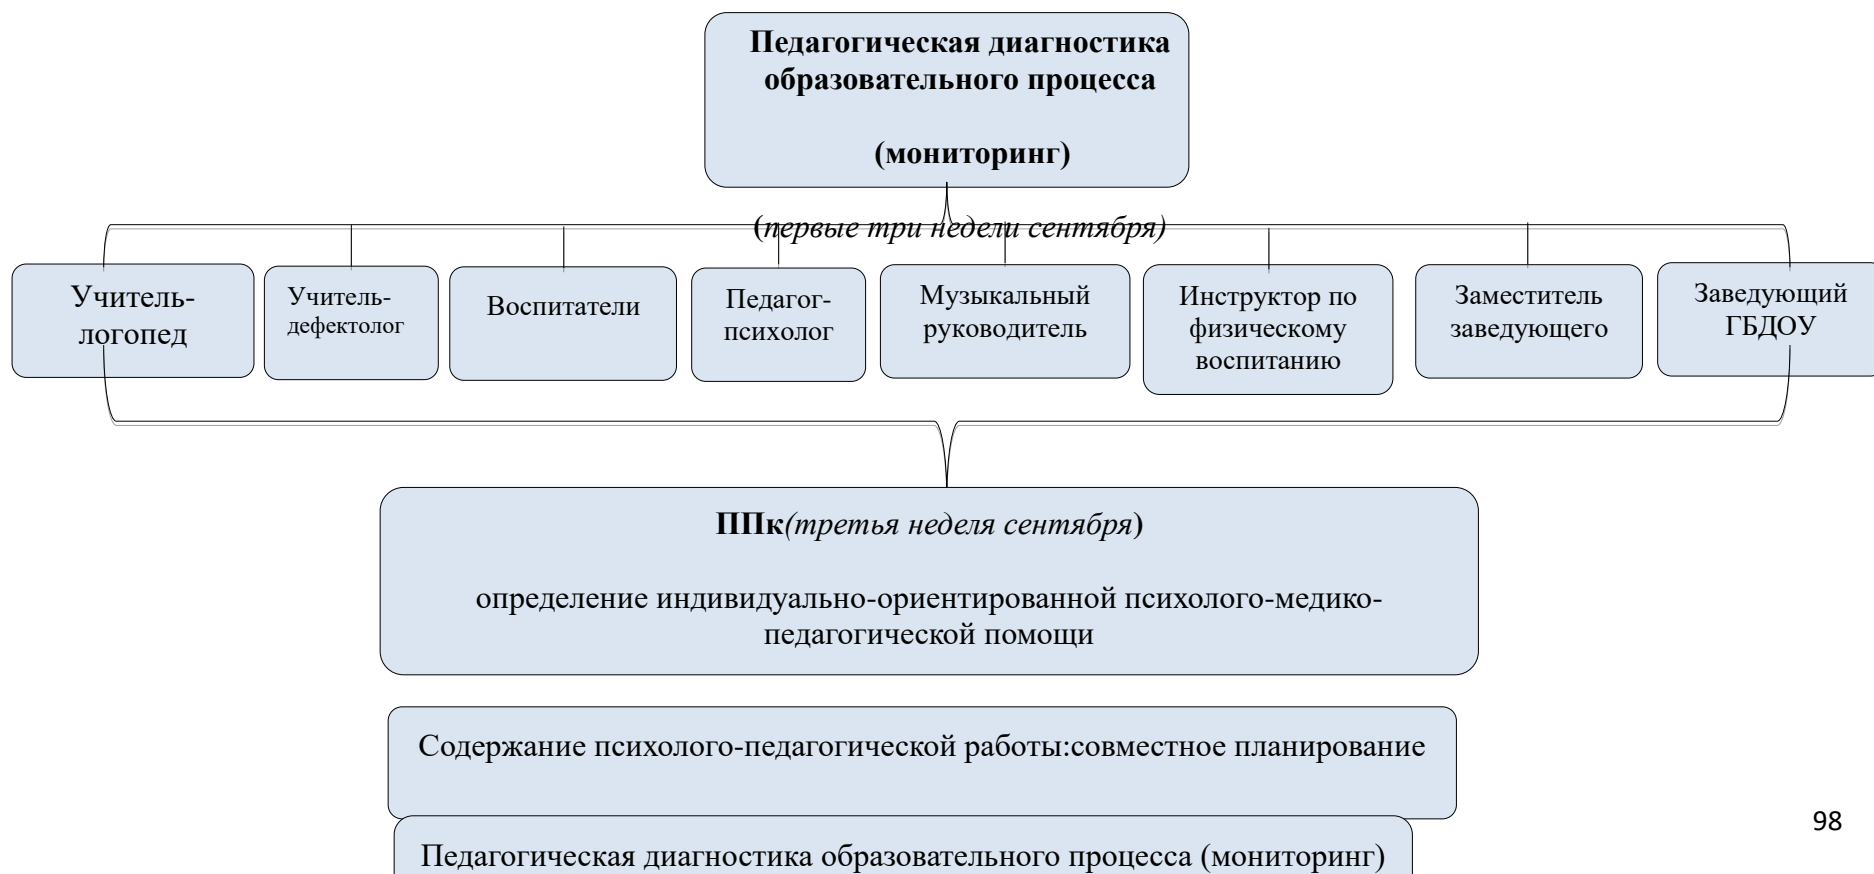 Педагогическая диагностика
образовательного процесса
(мониторинг)
(первые три недели сентября)
Учитель-
логопед
Учитель-
дефектолог
Воспитатели
Педагог-
психолог
Музыкальный
руководитель
Инструктор по
физическому
воспитанию
Заместитель
заведующего
Заведующий
ГБДОУ
ППк(третья неделя сентября)
определение индивидуально-ориентированной психолого-медико-
педагогической помощи
Содержание психолого-педагогической работы:совместное планирование
98
Педагогическая диагностика образовательного процесса (мониторинг)